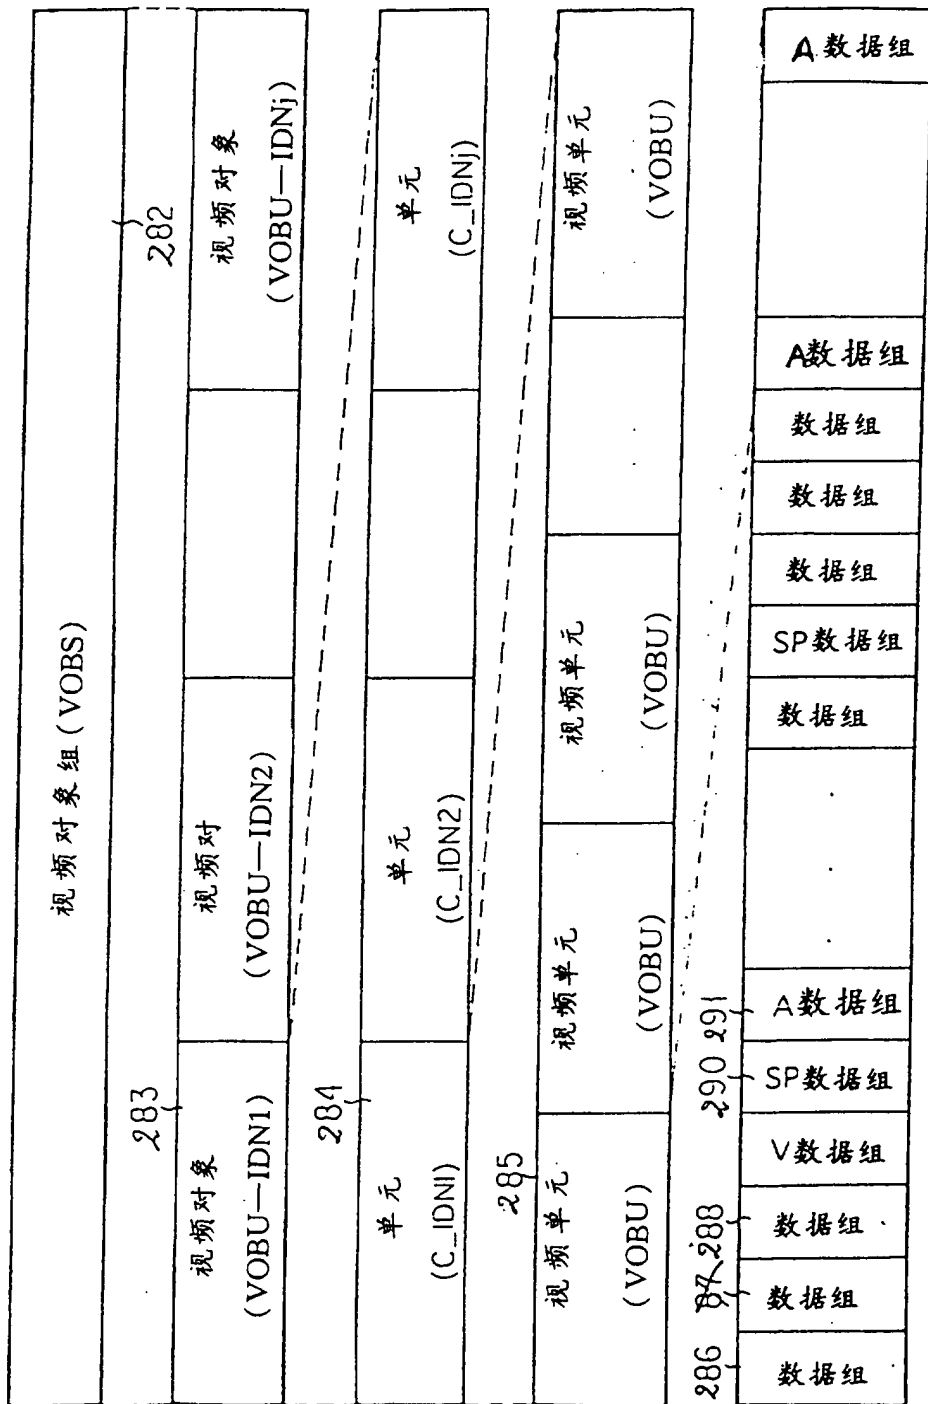 视频对象组(VOBS)
282
283
视频对象
(VOBU—IDN1)
视频对
(VOBU—IDN2)
视频对象
(VOBU—IDNj)
284
单元
(C_IDN1)
单元
(C_IDN2)
单元
(C_IDNj)
285
视频单元
(VOBU)
视频单元
(VOBU)
视频单元
(VOBU)
视频单元
(VOBU)
A数据组
A数据组
数据组
数据组
数据组
SP数据组
数据组
291
A数据组
290
SP数据组
V数据组
288
数据组
数据组
286
数据组